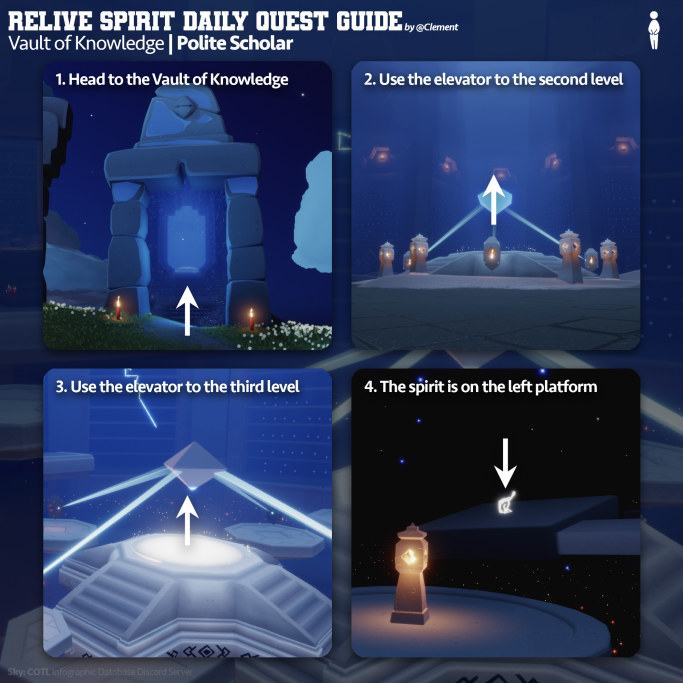 RELIVE SPIRIT DAILY QUEST GUIDE by @Clement
Vault of Knowledge | Polite Scholar
1. Head to the Vault of Knowledge
2. Use the elevator to the second level
3. Use the elevator to the third level
4. The spirit is on the left platform
Sky: COTL Infographic Database Discord Server